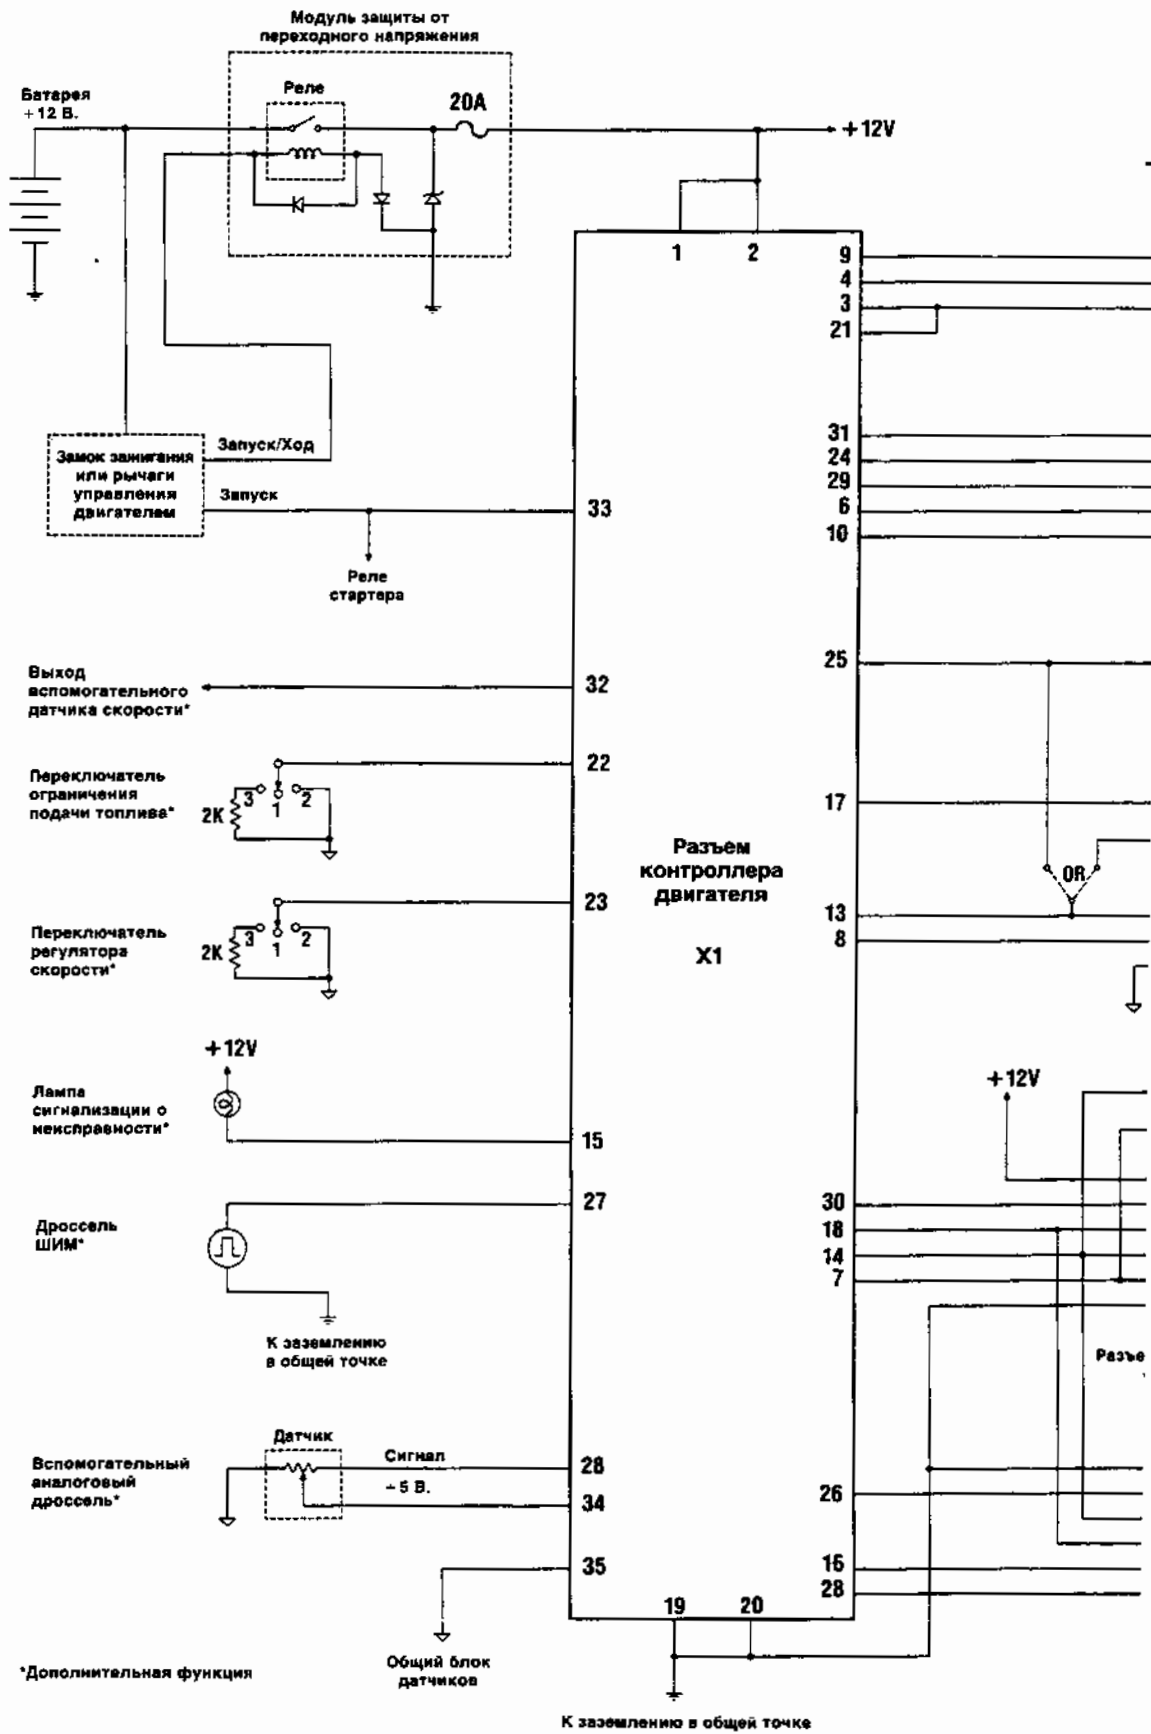 Модуль защиты от
переходного напряжения
Батарея
+12 В.
Реле
20A
+12V
1
2
9
4
3
21
31
24
29
6
10
Замок зажигания
или рычаги
управления
двигателем
Запуск/Ход
Запуск
33
Реле
стартера
25
Выход
вспомогательного
датчика скорости*
32
Переключатель
ограничения
подачи топлива*
22
2K
3
1
2
17
Разъем
контроллера
двигателя
X1
OR
13
8
Переключатель
регулятора
скорости*
23
2K
3
1
2
+12V
Лампа
сигнализации о
неисправности*
15
+12V
Дроссель
ШИМ*
27
К заземлению
в общей точке
30
18
14
7
Разъе
Вспомогательный
аналоговый
дроссель*
Датчик
Сигнал
+5 В.
28
34
26
35
16
28
19
20
Общий блок
датчиков
*Дополнительная функция
К заземлению в общей точке